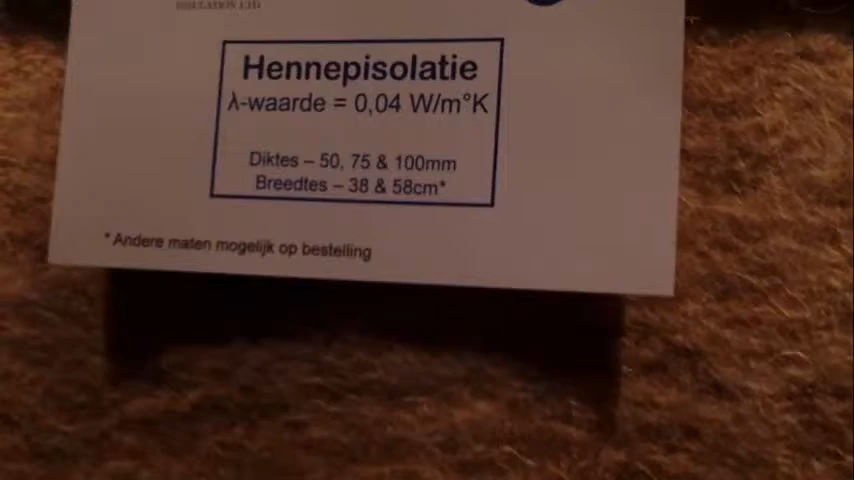 Hennepisolatie
λ-waarde = 0,04 W/m°K
Diktes – 50, 75 & 100mm
Breedtes – 38 & 58cm*
* Andere maten mogelijk op bestelling